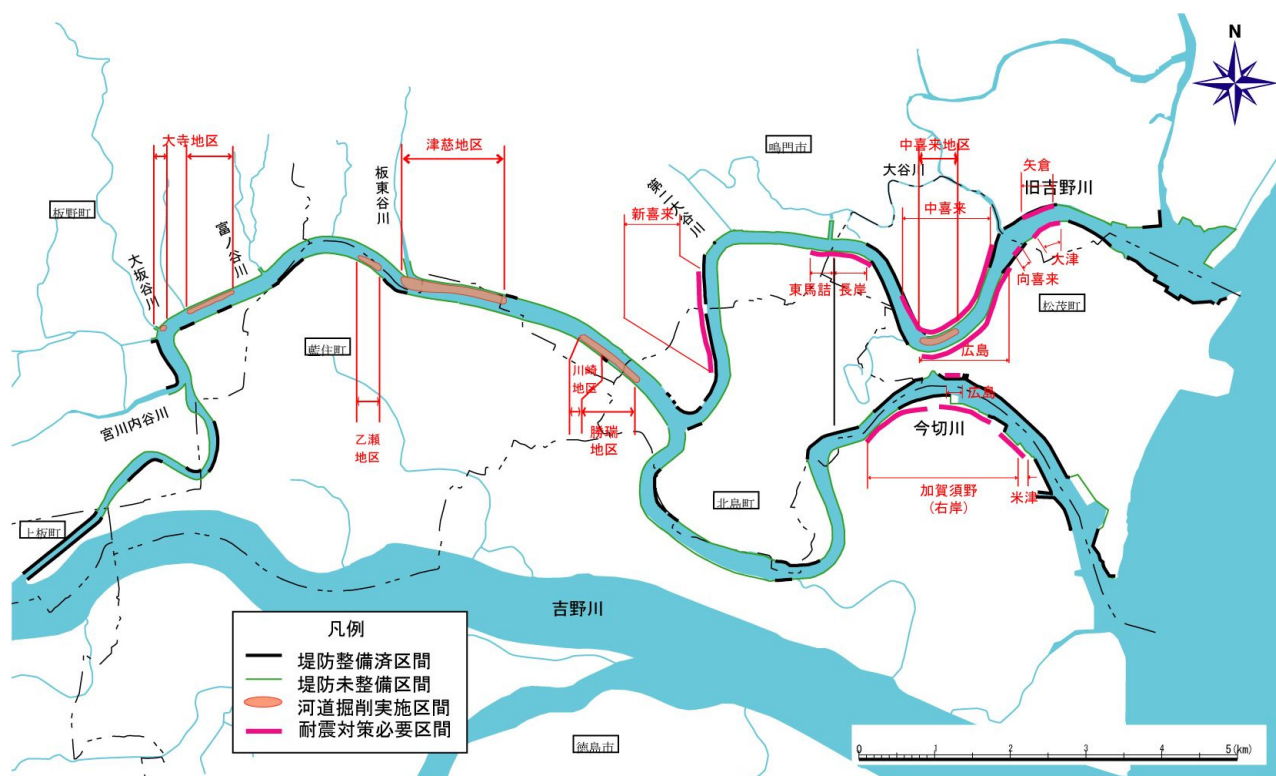 N
大寺地区
津慈地区
鳴門市
中喜来地区
矢倉
旧吉野川
板野町
板東谷川
第二大谷川
大谷川
新喜来
中喜来
富ノ谷川
大坂谷川
大津
向喜来
松茂町
東馬詰
長岸
藍住町
広島
川崎
地区
広島
宮川内谷川
乙瀬
地区
勝瑞
地区
今切川
北島町
加賀須野
(右岸)
米津
上板町
吉野川
凡例
堤防整備済区間
堤防未整備区間
河道掘削実施区間
耐震対策必要区間
徳島市
0
1
2
3
4
5(km)